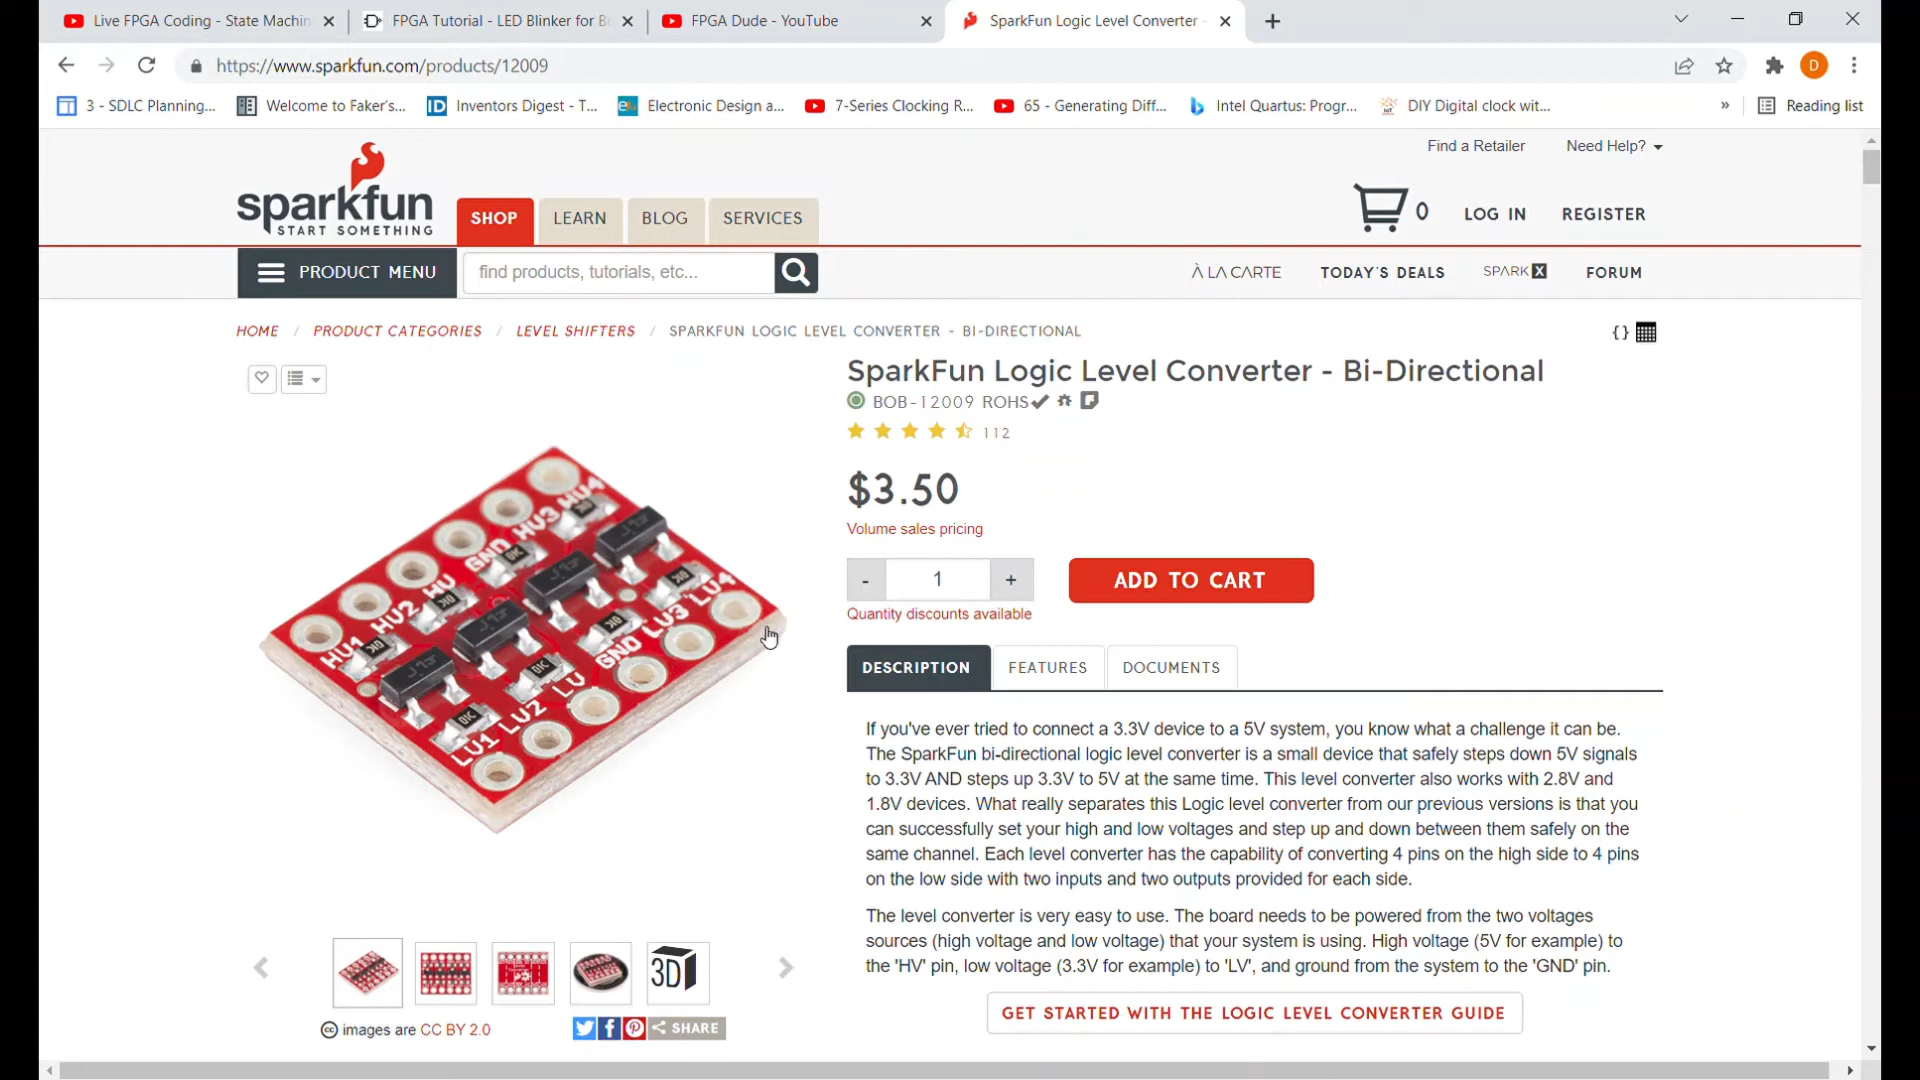 Live FPGA Coding - State Machin
FPGA Tutorial - LED Blinker for Be
FPGA Dude - YouTube
SparkFun Logic Level Converter -
https://www.sparkfun.com/products/12009
D
3 - SDLC Planning...
Welcome to Faker's...
ID
Inventors Digest - T...
Electronic Design a...
7-Series Clocking R...
65 - Generating Diff...
Intel Quartus: Progr...
DIY Digital clock wit...
»
Reading list
Find a Retailer
Need Help?
sparkfun
START SOMETHING
SHOP
LEARN
BLOG
SERVICES
0
LOG IN
REGISTER
PRODUCT MENU
find products, tutorials, etc...
À LA CARTE
TODAY'S DEALS
SPARK X
FORUM
HOME / PRODUCT CATEGORIES / LEVEL SHIFTERS / SPARKFUN LOGIC LEVEL CONVERTER - BI-DIRECTIONAL
{}
SparkFun Logic Level Converter - Bi-Directional
BOB-12009 ROHS
112
$3.50
Volume sales pricing
- 1 +
ADD TO CART
Quantity discounts available
HV1 HV2 HV GND HV3 HV4
LV1 LV2 LV GND LV3 LV4
DESCRIPTION
FEATURES
DOCUMENTS
If you've ever tried to connect a 3.3V device to a 5V system, you know what a challenge it can be.
The SparkFun bi-directional logic level converter is a small device that safely steps down 5V signals
to 3.3V AND steps up 3.3V to 5V at the same time. This level converter also works with 2.8V and
1.8V devices. What really separates this Logic level converter from our previous versions is that you
can successfully set your high and low voltages and step up and down between them safely on the
same channel. Each level converter has the capability of converting 4 pins on the high side to 4 pins
on the low side with two inputs and two outputs provided for each side.
The level converter is very easy to use. The board needs to be powered from the two voltages
sources (high voltage and low voltage) that your system is using. High voltage (5V for example) to
the 'HV' pin, low voltage (3.3V for example) to 'LV', and ground from the system to the 'GND' pin.
3D
GET STARTED WITH THE LOGIC LEVEL CONVERTER GUIDE
cc images are CC BY 2.0
SHARE